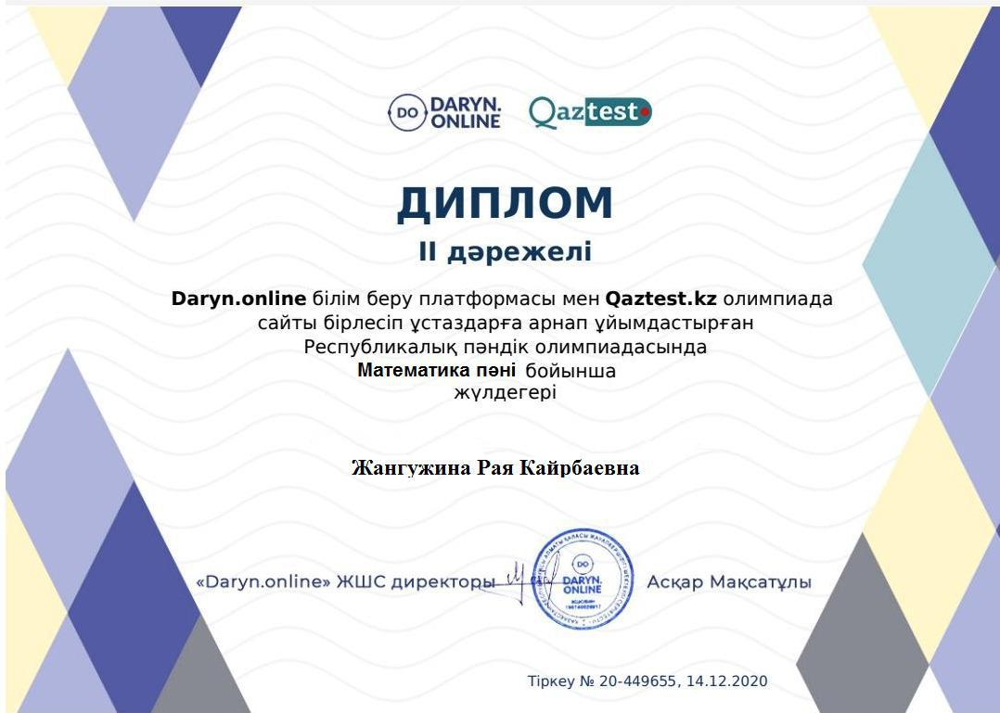 DO DARYN. ONLINE Qaztest
ДИПЛОМ
II дәрежелі
Daryn.online білім беру платформасы мен Qaztest.kz олимпиада
сайты бірлесіп ұстаздарға арнап ұйымдастырған
Республикалық пәндік олимпиадасында
Математика пәні бойынша
жүлдегері
Жангужина Рая Кайрбаевна
«Daryn.online» ЖШС директоры
DO
DARYN.
ONLINE
Асқар Мақсатұлы
Тіркеу № 20-449655, 14.12.2020